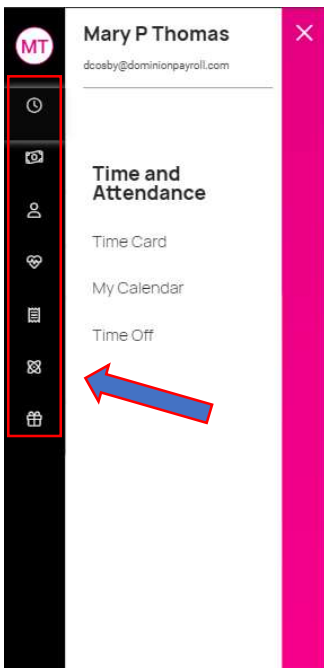 MT
Mary P Thomas
dcosby@dominionpayroll.com
Time and
Attendance
Time Card
My Calendar
Time Off